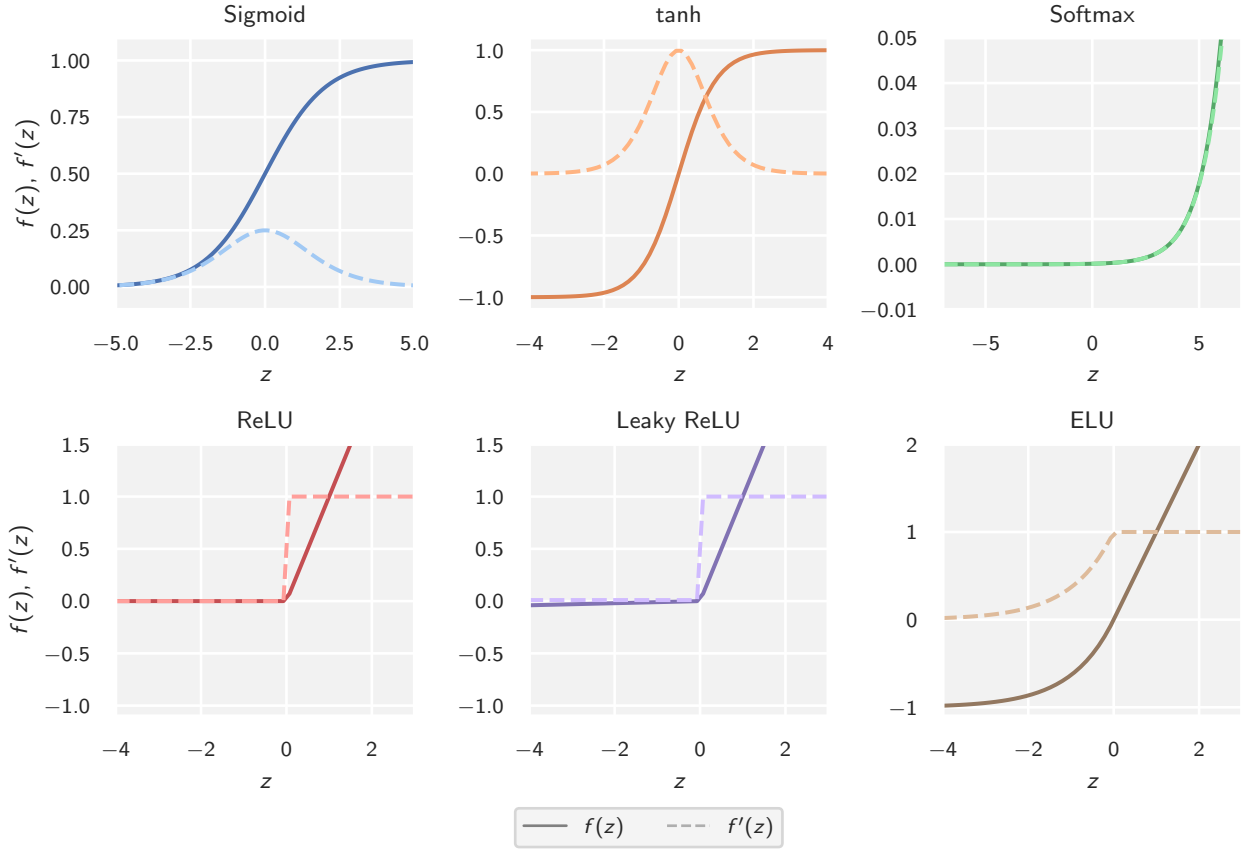 Sigmoid
1.00
0.75
0.50
0.25
0.00
f(z), f'(z)
−5.0 −2.5 0.0 2.5 5.0
z
tanh
1.0
0.5
0.0
−0.5
−1.0
−4 −2 0 2 4
z
Softmax
0.05
0.04
0.03
0.02
0.01
0.00
−0.01
−5 0 5
z
ReLU
1.5
1.0
0.5
0.0
−0.5
−1.0
f(z), f'(z)
−4 −2 0 2
z
Leaky ReLU
1.5
1.0
0.5
0.0
−0.5
−1.0
−4 −2 0 2
z
ELU
2
1
0
−1
−4 −2 0 2
z
f(z) f'(z)